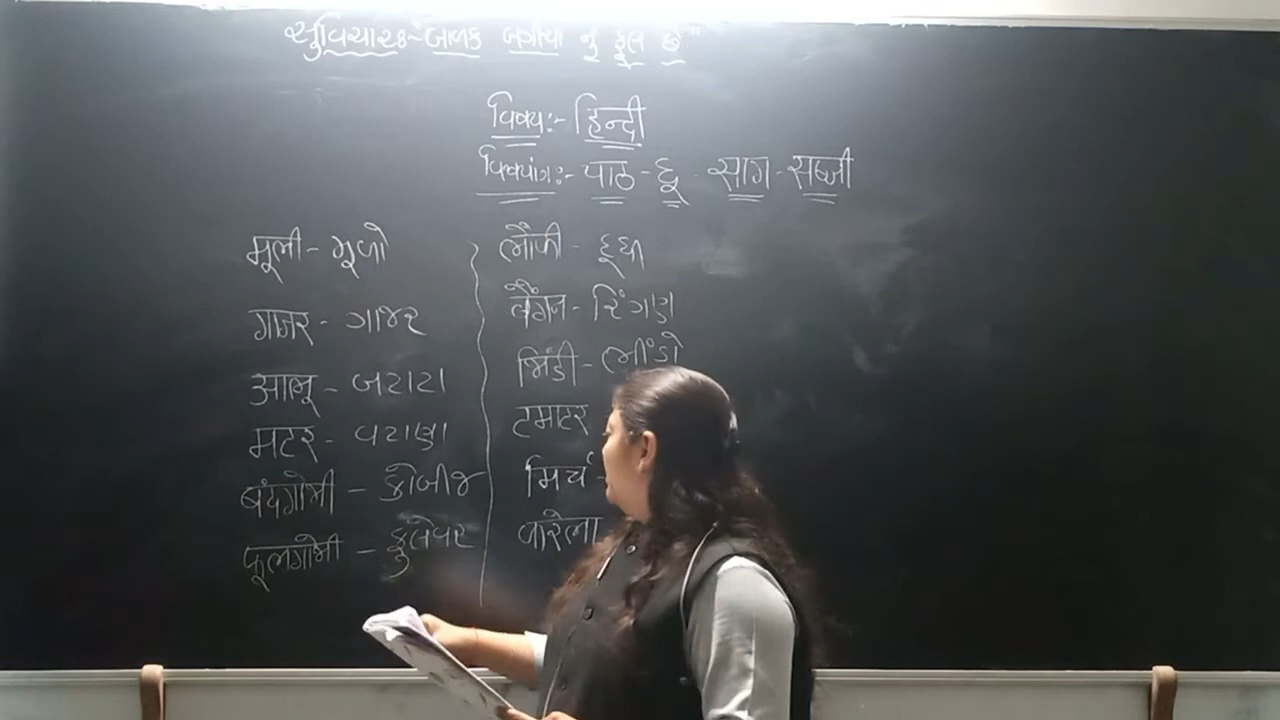 સુવિચારઃ- "બાળક બગીચા નુ ફૂલ છે"
विषय:- हिन्दी
विषयांग:- पाठ - ६ - साग - सब्जी
मूली - મૂળો
गाजर - ગાજર
आलू - બટાટા
मटर - વટાણા
बंदगोभी - કોબીજ
फूलगोभी - ફુલેવર
लौकी - દૂધી
बैंगन - રિંગણ
भिंडी - ભીંડો
टमाटर
मिर्च -
करेला -